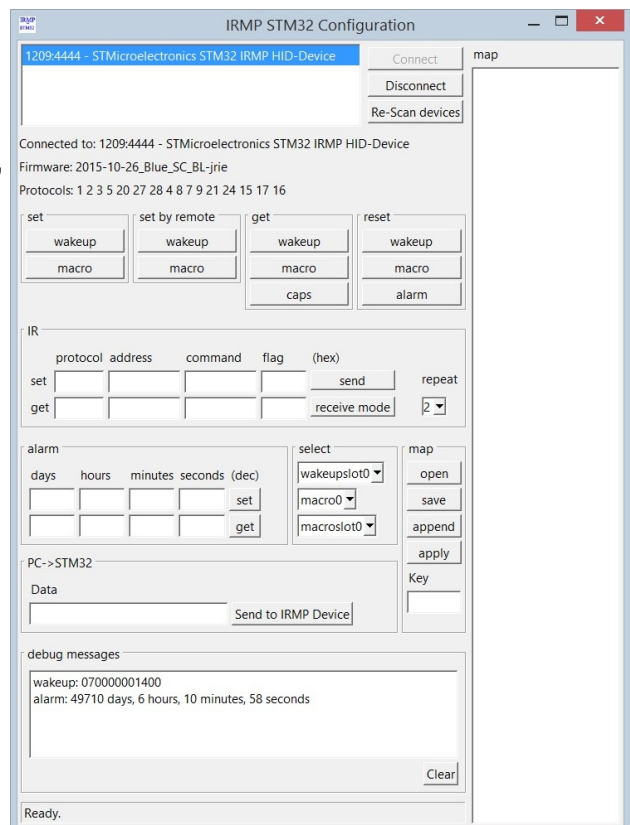 IRMP STM32 IRMP STM32 Configuration
1209:4444 - STMicroelectronics STM32 IRMP HID-Device
Connect
Disconnect
Re-Scan devices
map
Connected to: 1209:4444 - STMicroelectronics STM32 IRMP HID-Device
Firmware: 2015-10-26_Blue_SC_BL-jrie
Protocols: 1 2 3 5 20 27 28 4 8 7 9 21 24 15 17 16
set set by remote get reset
wakeup wakeup wakeup wakeup
macro macro macro macro
caps alarm
IR
protocol address command flag (hex)
set send repeat
get receive mode 2
alarm select map
days hours minutes seconds (dec) wakeupslot0 open
set macro0 save
get macroslot0 append
apply
PC->STM32
Key
Data
Send to IRMP Device
debug messages
wakeup: 070000001400
alarm: 49710 days, 6 hours, 10 minutes, 58 seconds
Clear
Ready.